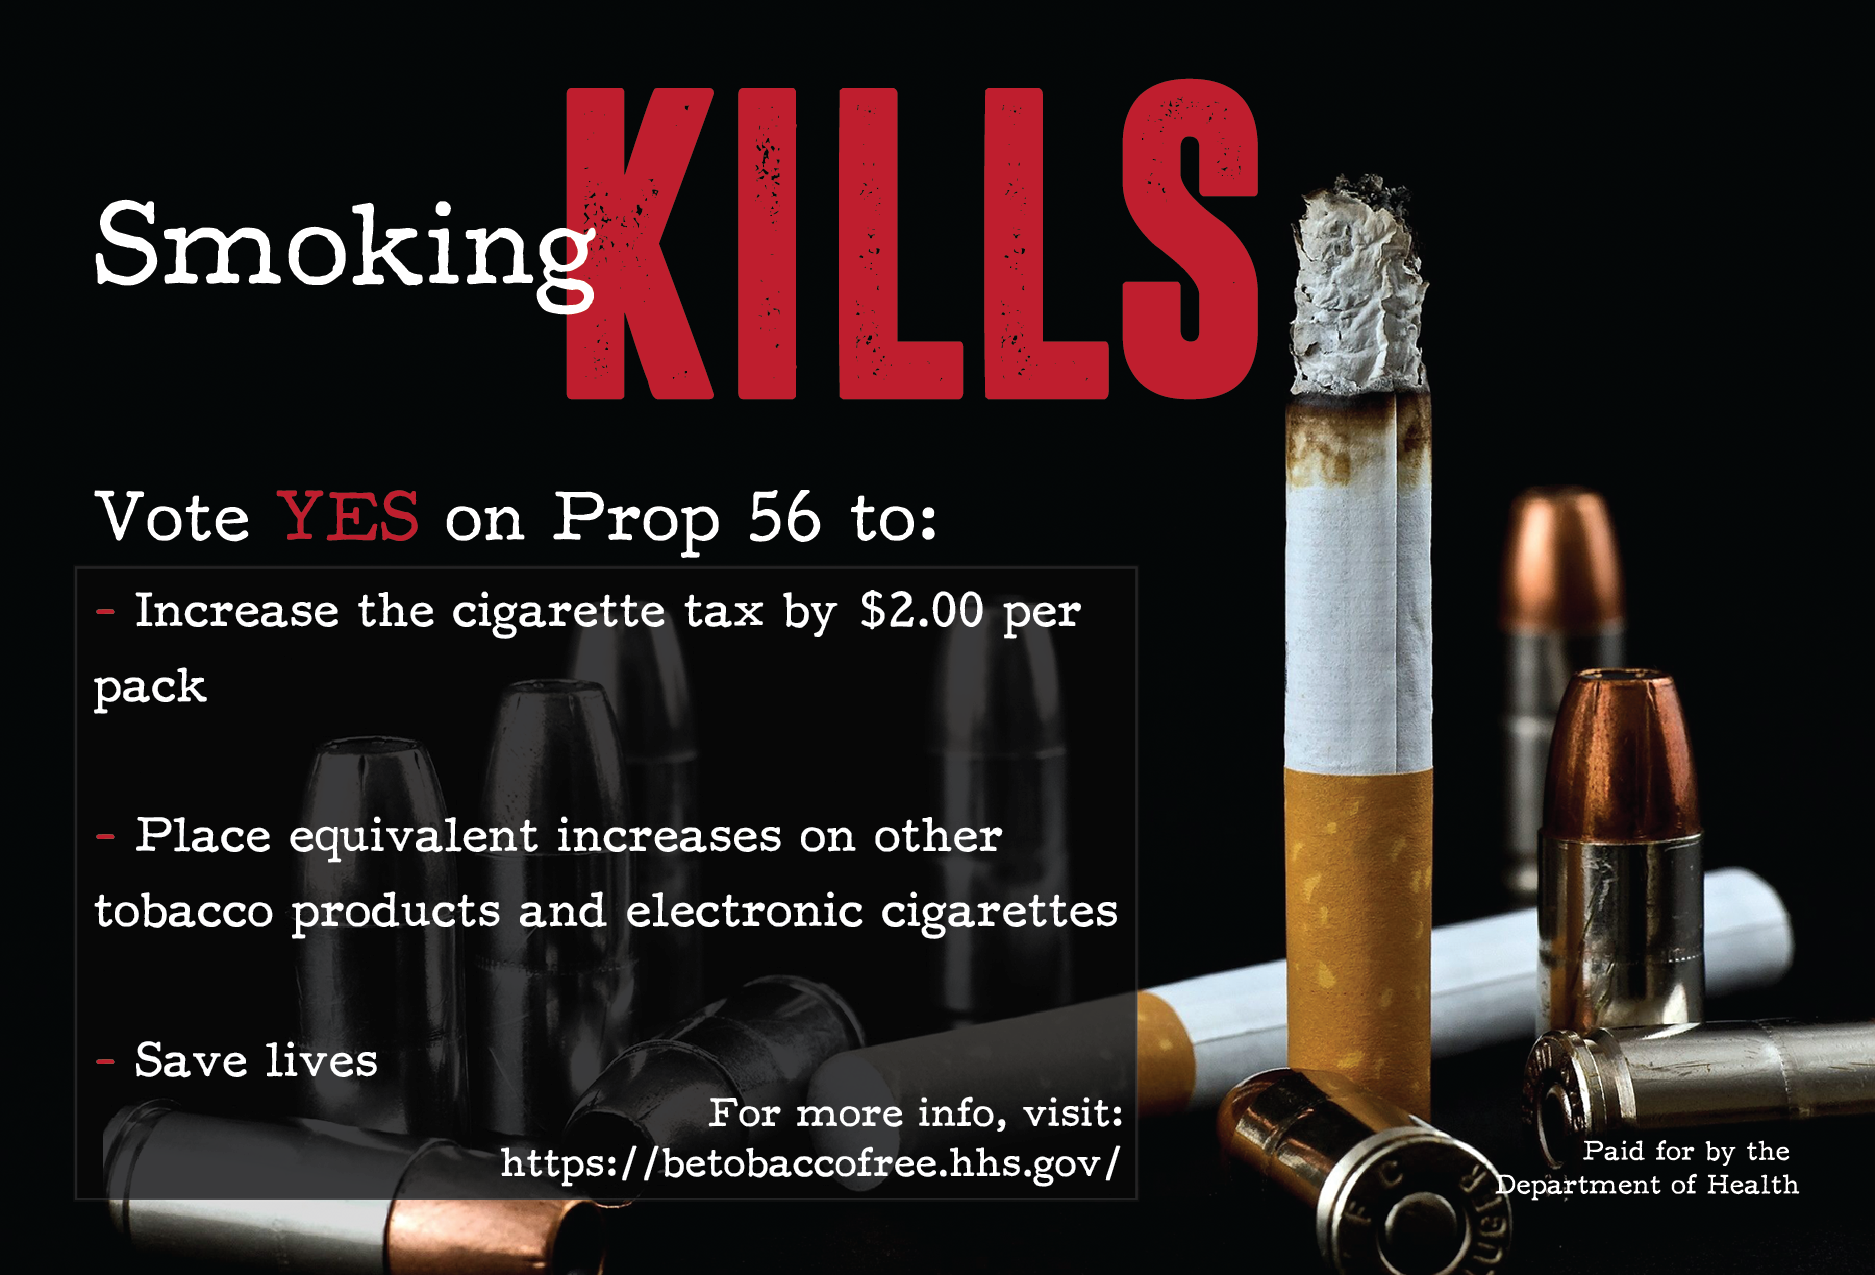 Smoking KILLS
Vote YES on Prop 56 to:
- Increase the cigarette tax by $2.00 per
pack
- Place equivalent increases on other
tobacco products and electronic cigarettes
- Save lives
For more info, visit:
https://betobaccofree.hhs.gov/
Paid for by the
Department of Health